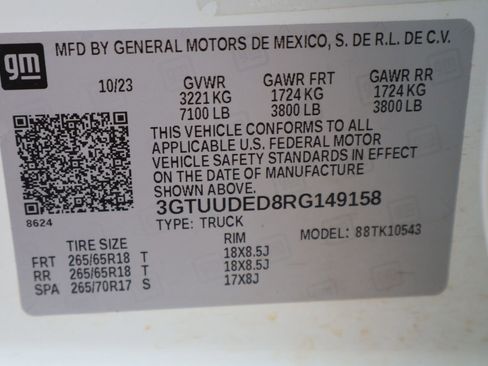 gm
MFD BY GENERAL MOTORS DE MEXICO, S. DE R.L. DE C.V.
10/23 GVWR GAWR FRT GAWR RR
3221 KG 1724 KG 1724 KG
7100 LB 3800 LB 3800 LB
THIS VEHICLE CONFORMS TO ALL
APPLICABLE U.S. FEDERAL MOTOR
VEHICLE SAFETY STANDARDS IN EFFECT
ON THE DATE OF MANUFACTURE
SHOWN ABOVE.
8624 3GTUUDED8RG149158
TYPE: TRUCK MODEL: 88TK10543
TIRE SIZE RIM
FRT 265/65R18 T 18X8.5J
RR 265/65R18 T 18X8.5J
SPA 265/70R17 S 17X8J